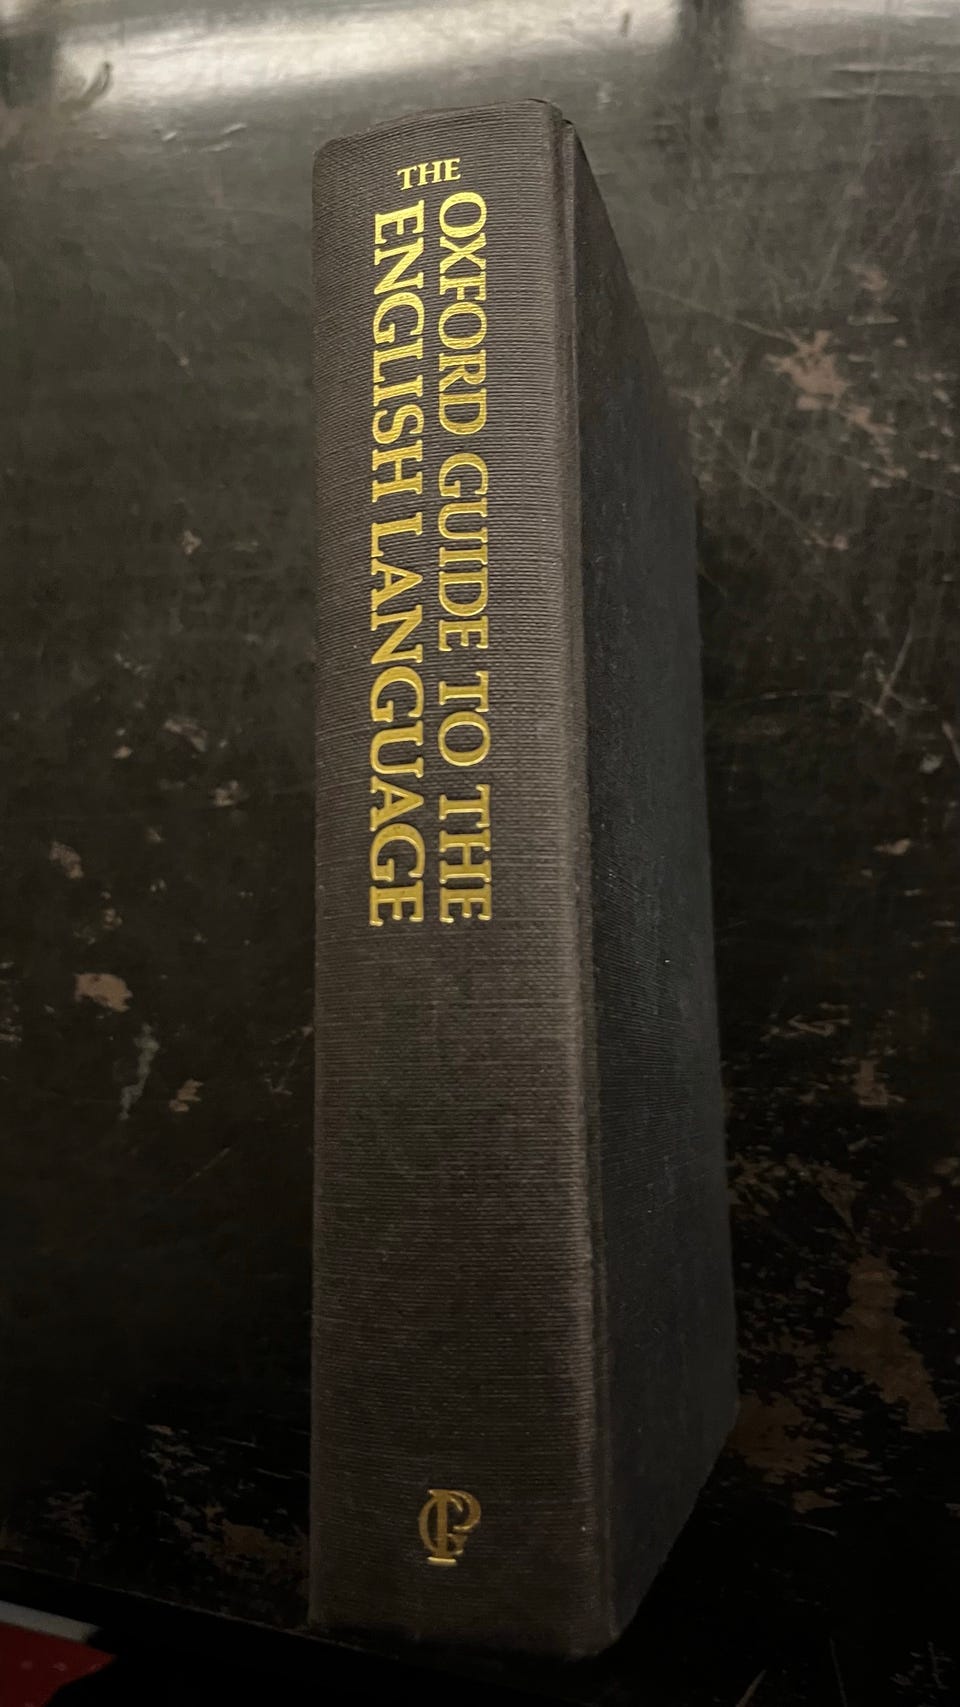 THE
OXFORD GUIDE TO THE
ENGLISH LANGUAGE